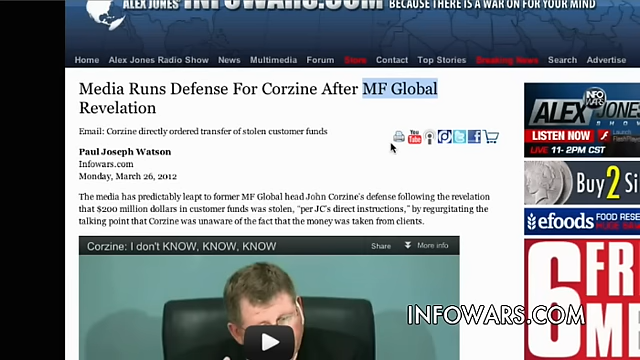 ALEX JONES' INFOWARS.COM
BECAUSE THERE IS A WAR ON FOR YOUR MIND
Home Alex Jones Radio Show News Multimedia Forum Store Contact Top Stories Breaking News Search Advertise
Media Runs Defense For Corzine After MF Global
Revelation
Email: Corzine directly ordered transfer of stolen customer funds
Paul Joseph Watson
Infowars.com
Monday, March 26, 2012
The media has predictably leapt to former MF Global head John Corzine's defense following the revelation
that $200 million dollars in customer funds was stolen, "per JC's direct instructions," by regurgitating the
talking point that Corzine was unaware of the fact that the money was taken from clients.
Corzine: I don't KNOW, KNOW, KNOW
Share
More info
You
Tube
INFO
WARS
ALEX JONES
SHOW
LISTEN NOW
LIVE 11- 2PM CST
Buy 2 Si
efoods
FOOD RESE
6 FR
ME
INFOWARS.COM